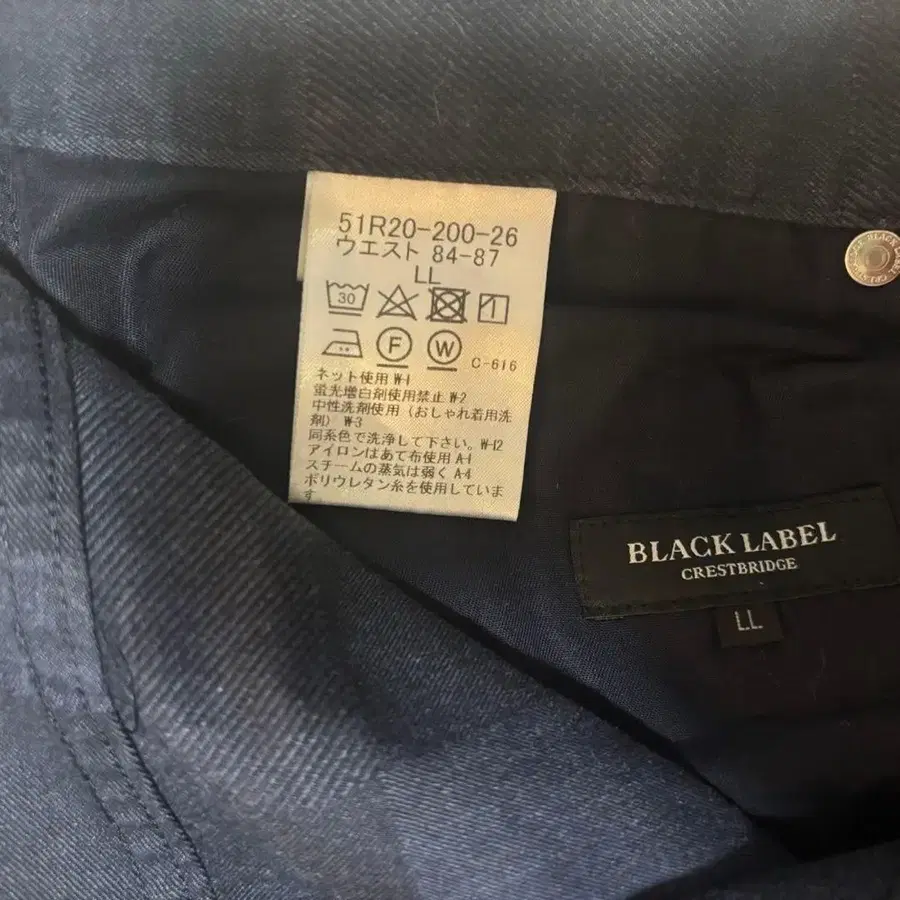 51R20-200-26
ウエスト 84-87
LL
30
F W C-616
ネット使用 W-1
蛍光増白剤使用禁止 W-2
中性洗剤使用（おしゃれ着用洗
剤） W-3
同系色で洗浄して下さい。W-12
アイロンはあて布使用 A-1
スチームの蒸気は弱く A-4
ポリウレタン糸を使用していま
す
BLACK LABEL
CRESTBRIDGE
LL